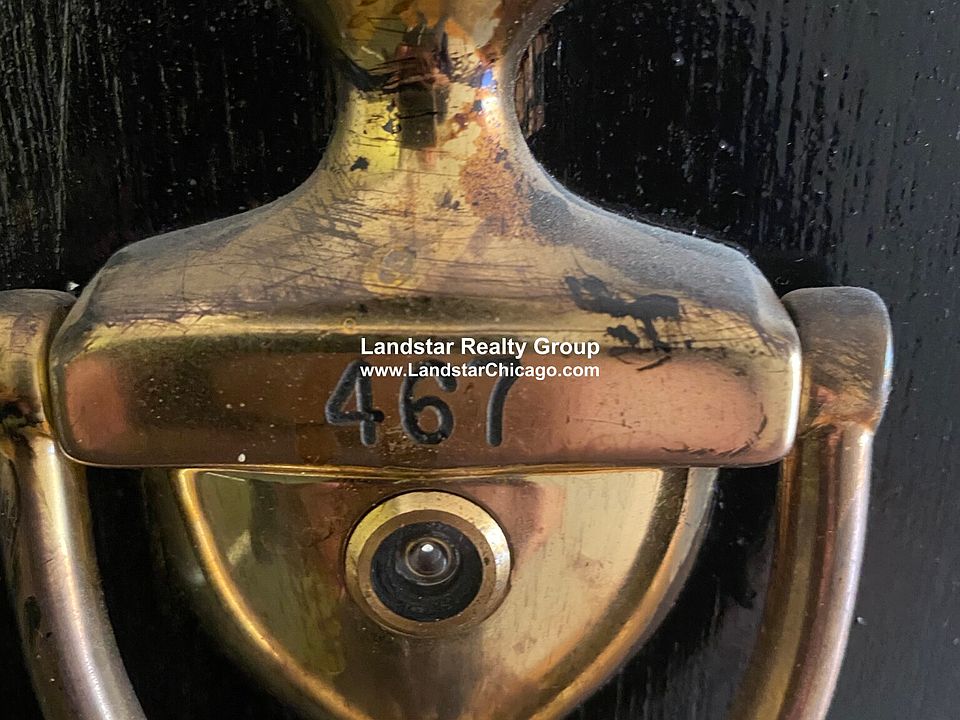 Landstar Realty Group
www.LandstarChicago.com
467